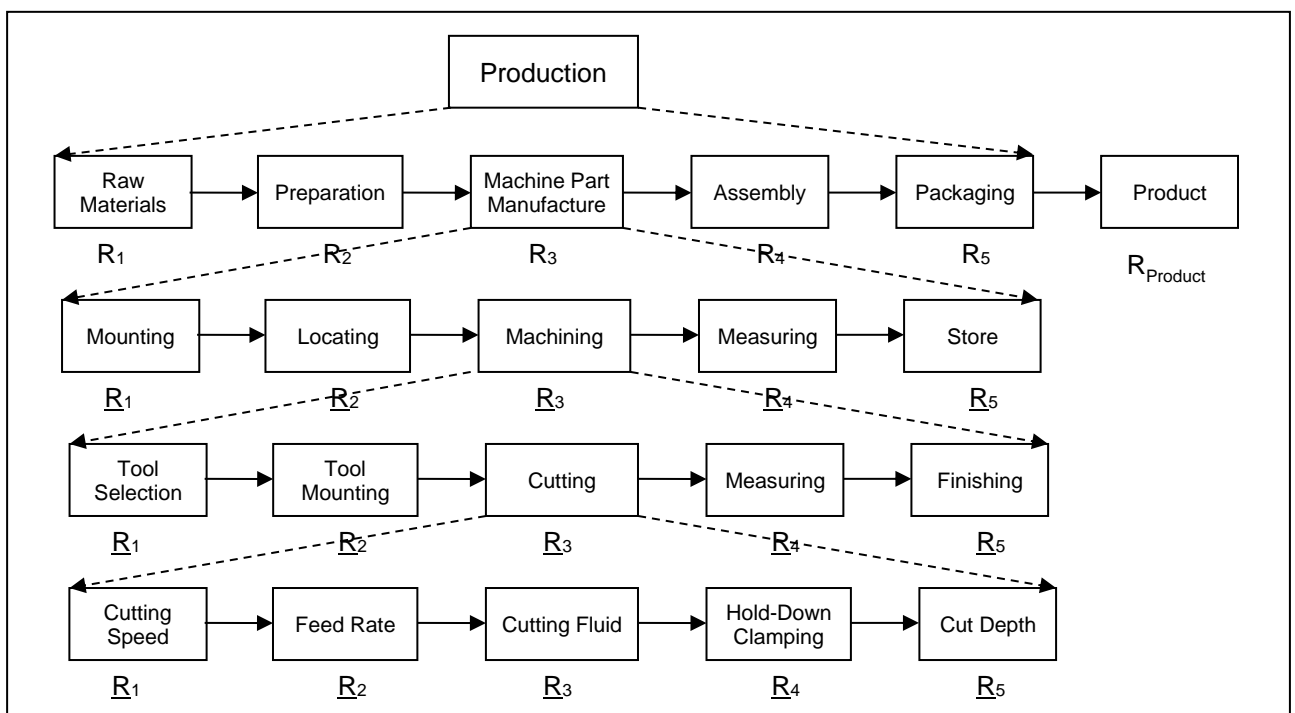 Production
Raw
Materials
Preparation
Machine Part
Manufacture
Assembly
Packaging
Product
R1
R2
R3
R4
R5
RProduct
Mounting
Locating
Machining
Measuring
Store
R1
R2
R3
R4
R5
Tool
Selection
Tool
Mounting
Cutting
Measuring
Finishing
R1
R2
R3
R4
R5
Cutting
Speed
Feed Rate
Cutting Fluid
Hold-Down
Clamping
Cut Depth
R1
R2
R3
R4
R5